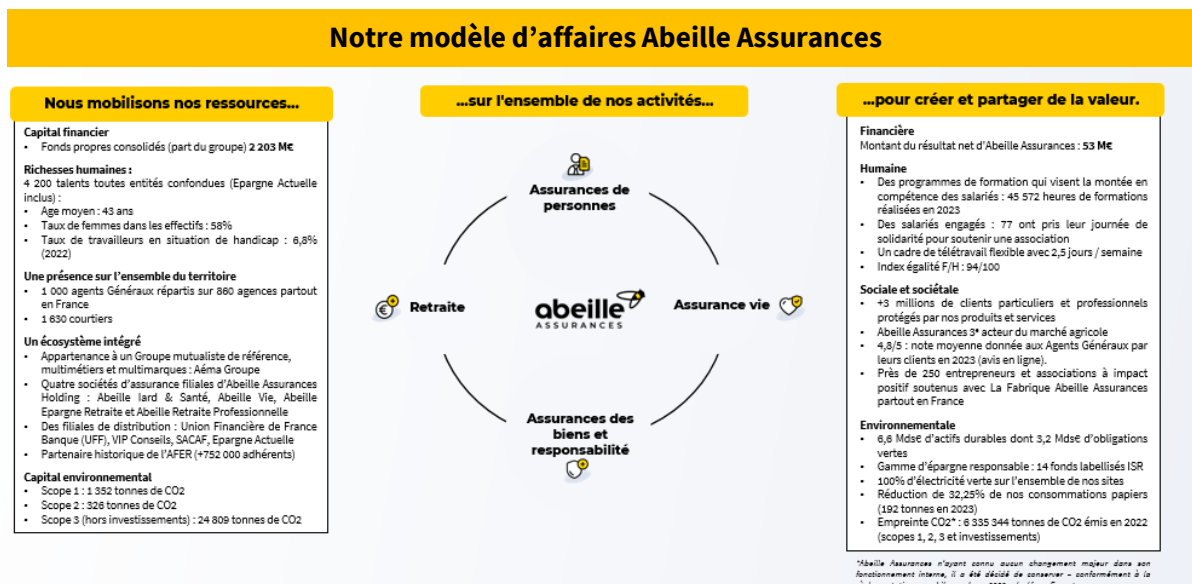 Notre modèle d’affaires Abeille Assurances
Nous mobilisons nos ressources...
Capital financier
• Fonds propres consolidés (part du groupe) 2 203 M€
Richesses humaines :
4 200 talents toutes entités confondues (Epargne Actuelle
inclus) :
• Age moyen : 43 ans
• Taux de femmes dans les effectifs : 58%
• Taux de travailleurs en situation de handicap : 6,8%
(2022)
Une présence sur l’ensemble du territoire
• 1 000 agents Généraux répartis sur 860 agences partout
en France
• 1 630 courtiers
Un écosystème intégré
• Appartenance à un Groupe mutualiste de référence,
multimétiers et multimarques : Aéma Groupe
• Quatre sociétés d’assurance filiales d’Abeille Assurances
Holding : Abeille Iard & Santé, Abeille Vie, Abeille
Epargne Retraite et Abeille Retraite Professionnelle
• Des filiales de distribution : Union Financière de France
Banque (UFF), VIP Conseils, SACAF, Epargne Actuelle
• Partenaire historique de l’AFER (+752 000 adhérents)
Capital environnemental
• Scope 1 : 1 352 tonnes de CO2
• Scope 2 : 326 tonnes de CO2
• Scope 3 (hors investissements) : 24 809 tonnes de CO2
...sur l'ensemble de nos activités...
Assurances de
personnes
Retraite
abeille
ASSURANCES
Assurance vie
Assurances des
biens et
responsabilité
...pour créer et partager de la valeur.
Financière
Montant du résultat net d’Abeille Assurances : 53 M€
Humaine
• Des programmes de formation qui visent la montée en
compétence des salariés : 45 572 heures de formations
réalisées en 2023
• Des salariés engagés : 77 ont pris leur journée de
solidarité pour soutenir une association
• Un cadre de télétravail flexible avec 2,5 jours / semaine
• Index égalité F/H : 94/100
Sociale et sociétale
• +3 millions de clients particuliers et professionnels
protégés par nos produits et services
• Abeille Assurances 3ᵉ acteur du marché agricole
• 4,8/5 : note moyenne donnée aux Agents Généraux par
leurs clients en 2023 (avis en ligne).
• Près de 250 entrepreneurs et associations à impact
positif soutenus avec La Fabrique Abeille Assurances
partout en France
Environnementale
• 6,6 Mds€ d’actifs durables dont 3,2 Mds€ d’obligations
vertes
• Gamme d’épargne responsable : 14 fonds labellisés ISR
• 100% d’électricité verte sur l’ensemble de nos sites
• Réduction de 32,25% de nos consommations papiers
(192 tonnes en 2023)
• Empreinte CO2* : 6 335 344 tonnes de CO2 émis en 2022
(scopes 1, 2, 3 et investissements)
*Abeille Assurances n’ayant connu aucun changement majeur dans son
fonctionnement interne, il a été décidé de conserver – conformément à la